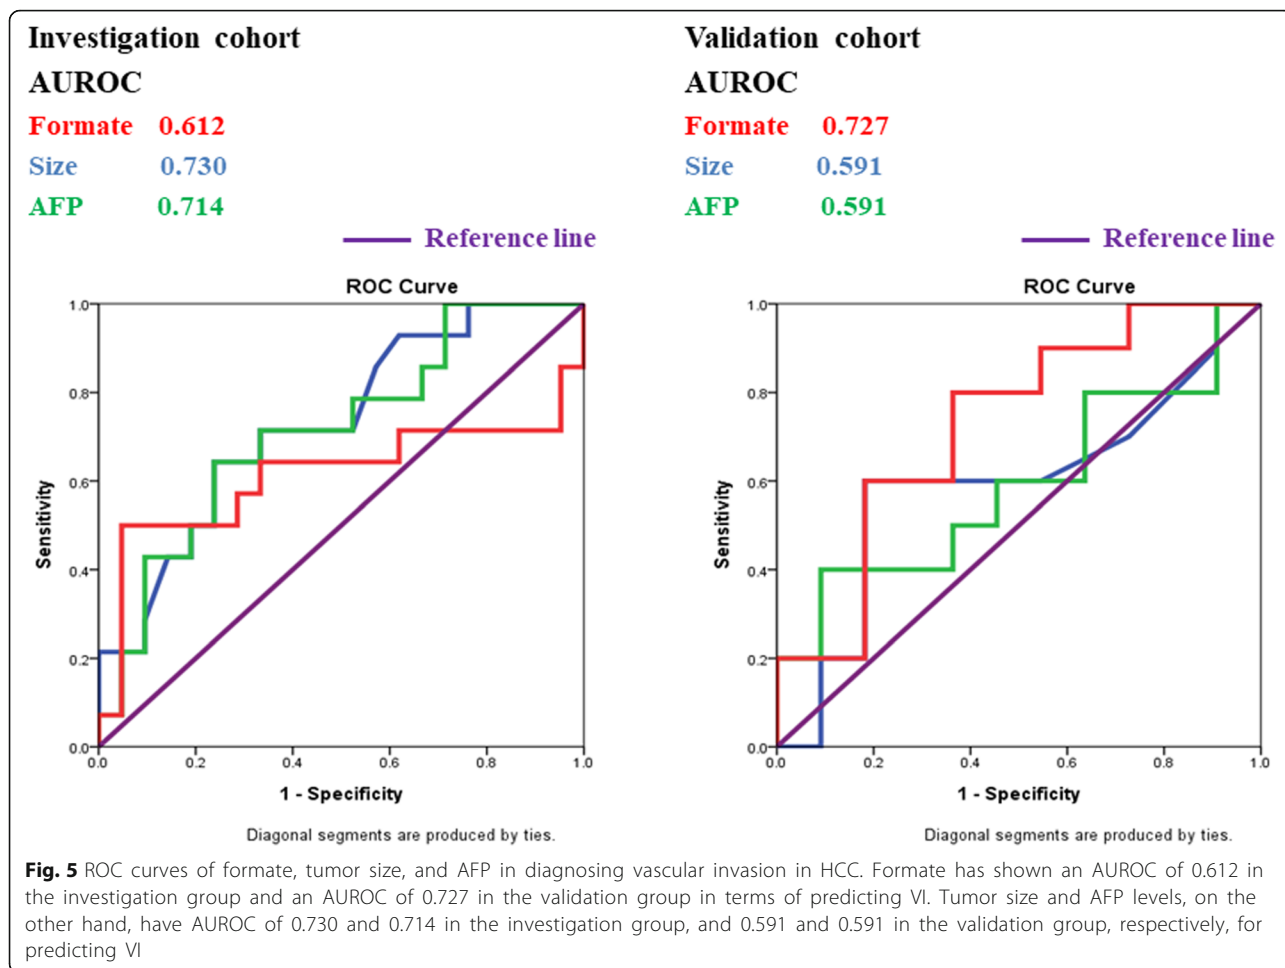 Investigation cohort
AUROC
Formate 0.612
Size 0.730
AFP 0.714
Reference line
ROC Curve
1.0
0.8
0.6
0.4
0.2
0.0
Sensitivity
0.0 0.2 0.4 0.6 0.8 1.0
1 - Specificity
Diagonal segments are produced by ties.
Validation cohort
AUROC
Formate 0.727
Size 0.591
AFP 0.591
Reference line
ROC Curve
1.0
0.8
0.6
0.4
0.2
0.0
Sensitivity
0.0 0.2 0.4 0.6 0.8 1.0
1 - Specificity
Diagonal segments are produced by ties.
Fig. 5 ROC curves of formate, tumor size, and AFP in diagnosing vascular invasion in HCC. Formate has shown an AUROC of 0.612 in
the investigation group and an AUROC of 0.727 in the validation group in terms of predicting VI. Tumor size and AFP levels, on the
other hand, have AUROC of 0.730 and 0.714 in the investigation group, and 0.591 and 0.591 in the validation group, respectively, for
predicting VI